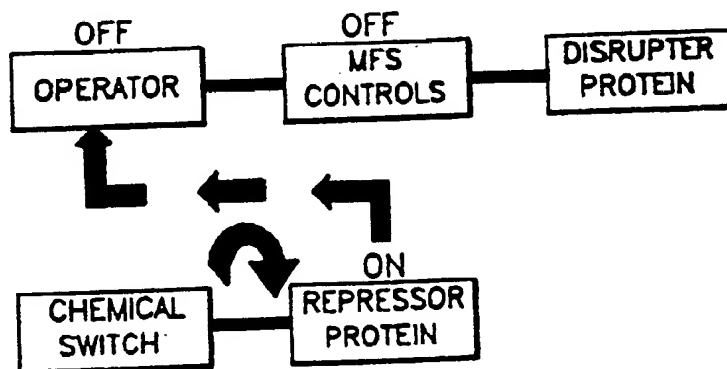 OFF
OPERATOR
OFF
MFS
CONTROLS
DISRUPTER
PROTEIN
CHEMICAL
SWITCH
ON
REPRESSOR
PROTEIN